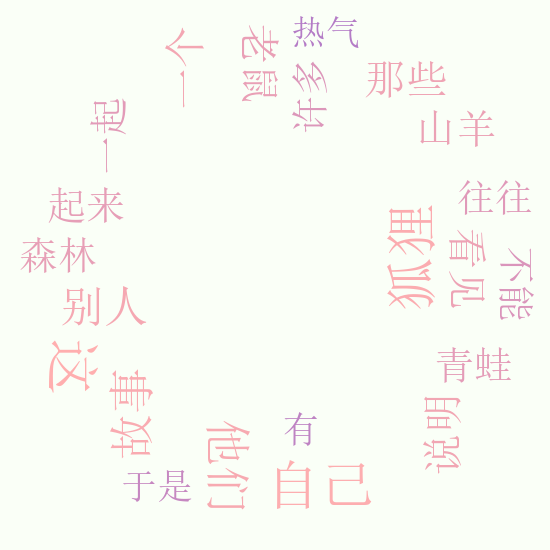 热气
一个
老鼠
许多
那些
一起
山羊
起来
往往
森林
狐狸
看见
不能
别人
这
青蛙
故事
说明
有
他们
自己
于是